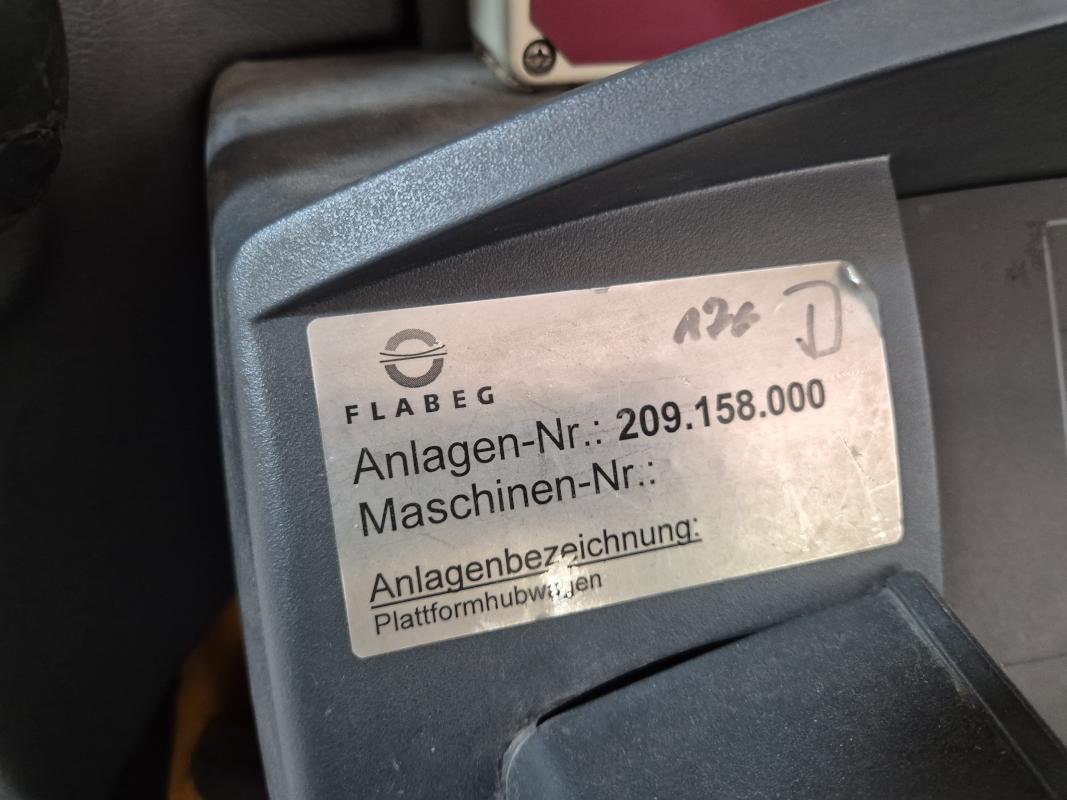 FLABEG
Anlagen-Nr.: 209.158.000
Maschinen-Nr.:
Anlagenbezeichnung:
Plattformhubwagen